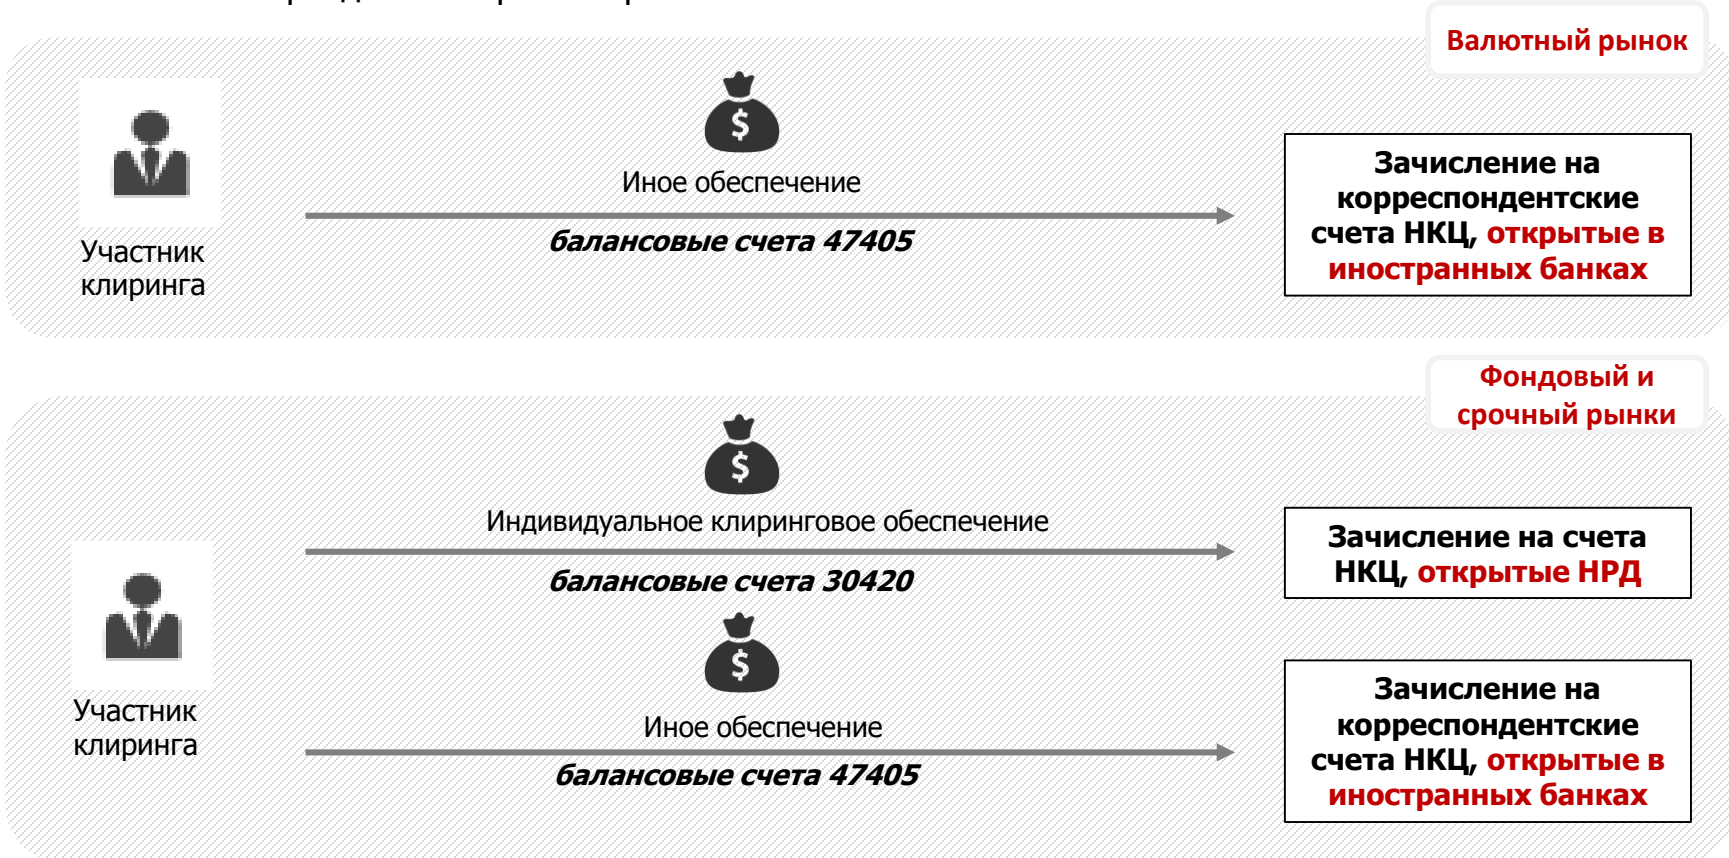 Валютный рынок
$
Иное обеспечение
балансовые счета 47405
Участник
клиринга
Зачисление на
корреспондентские
счета НКЦ, открытые в
иностранных банках
Фондовый и
срочный рынки
$
Индивидуальное клиринговое обеспечение
балансовые счета 30420
Зачисление на счета
НКЦ, открытые НРД
Участник
клиринга
$
Иное обеспечение
балансовые счета 47405
Зачисление на
корреспондентские
счета НКЦ, открытые в
иностранных банках